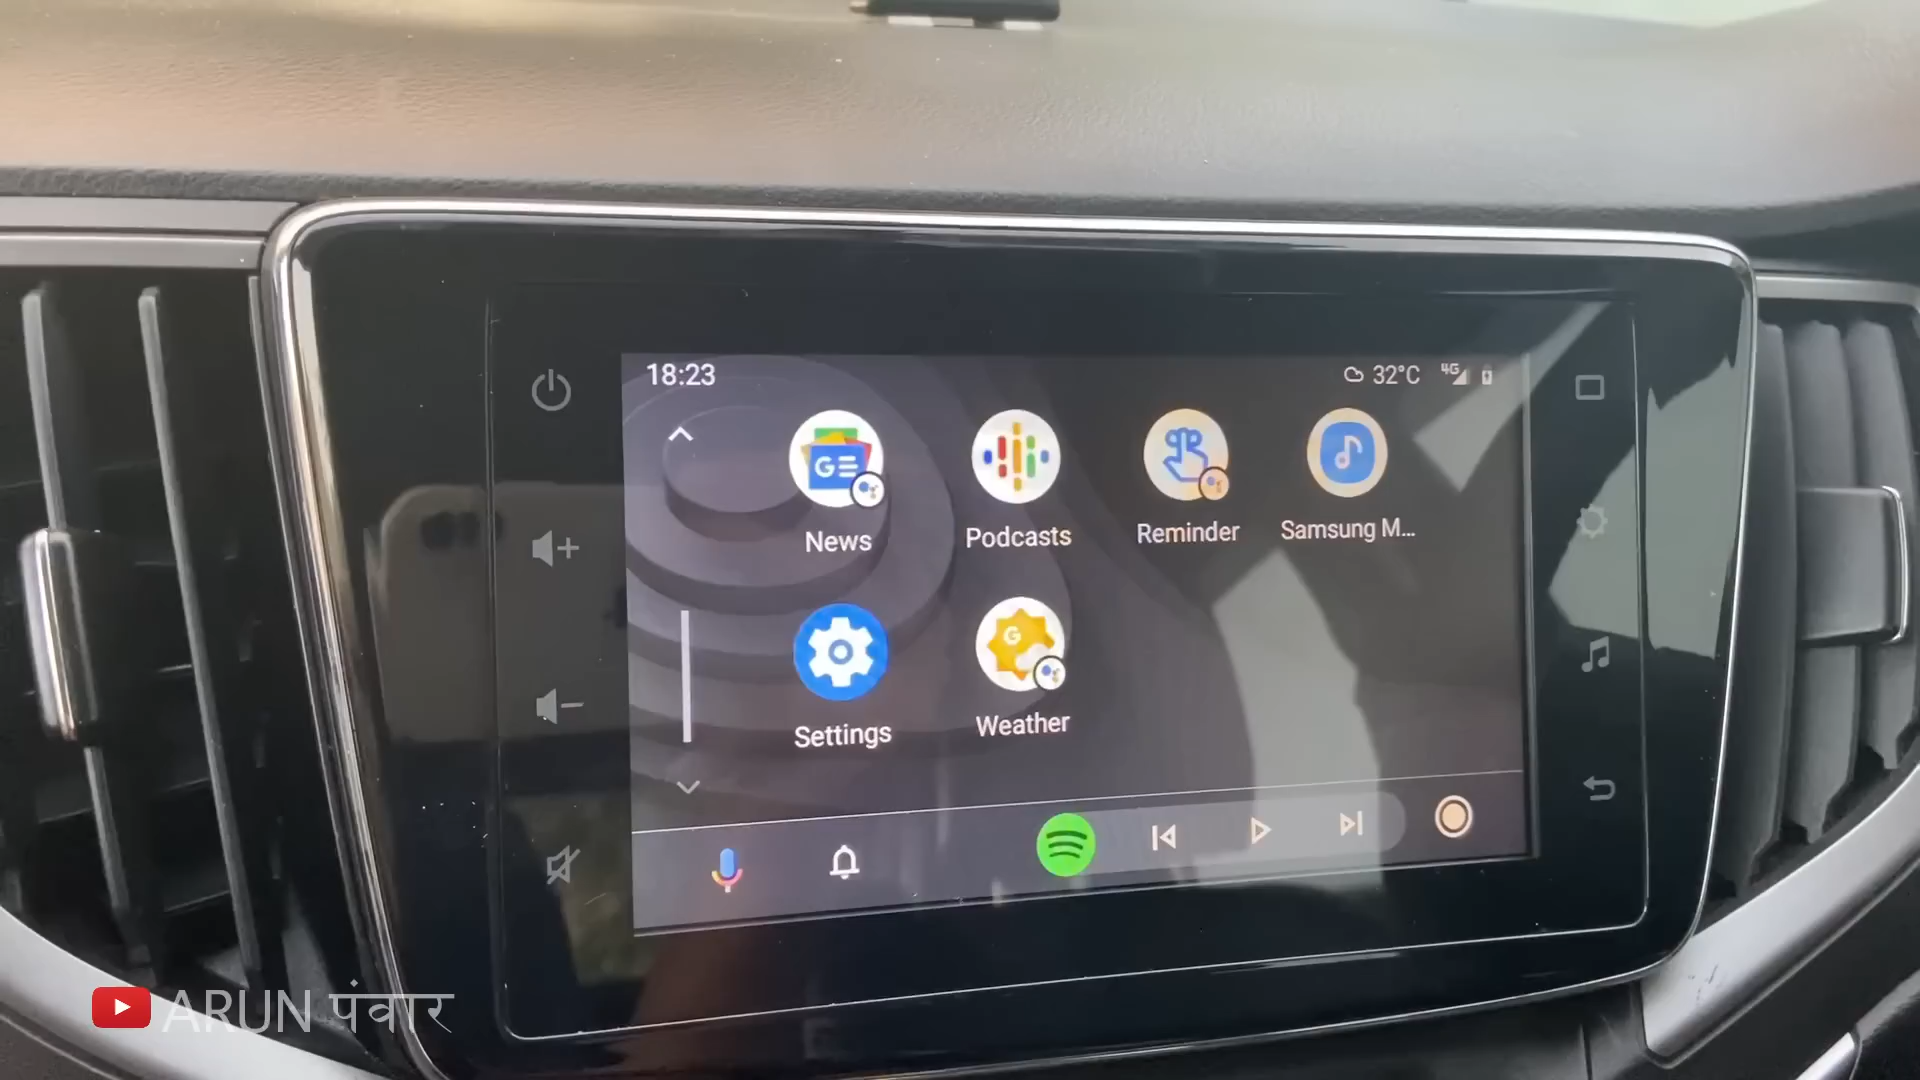 18:23
32°C 4G
News
Podcasts
Reminder
Samsung M...
Settings
Weather
ARUN पंवार